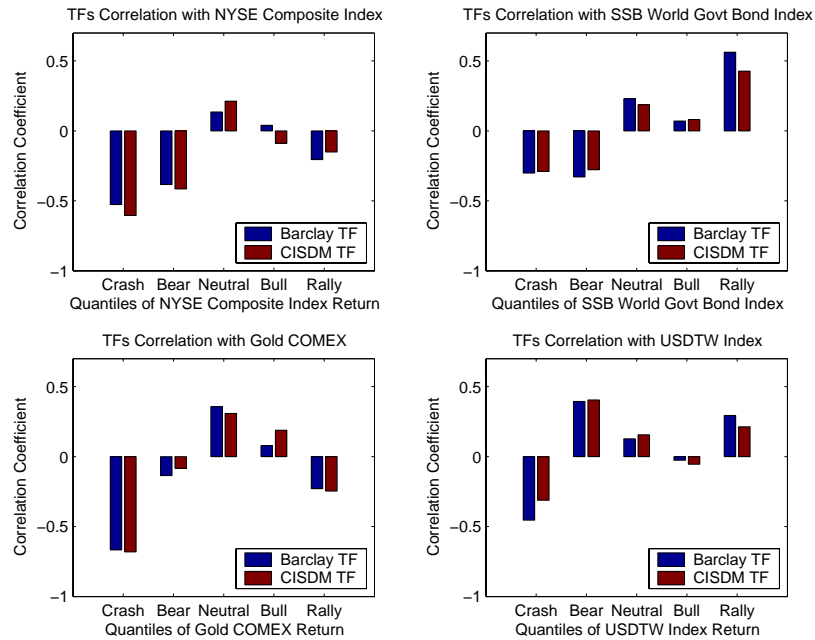 TFs Correlation with NYSE Composite Index
Correlation Coefficient
0.5
0
−0.5
−1
Barclay TF
CISDM TF
Crash Bear Neutral Bull Rally
Quantiles of NYSE Composite Index Return
TFs Correlation with SSB World Govt Bond Index
Correlation Coefficient
0.5
0
−0.5
−1
Barclay TF
CISDM TF
Crash Bear Neutral Bull Rally
Quantiles of SSB World Govt Bond Index
TFs Correlation with Gold COMEX
Correlation Coefficient
0.5
0
−0.5
−1
Barclay TF
CISDM TF
Crash Bear Neutral Bull Rally
Quantiles of Gold COMEX Return
TFs Correlation with USDTW Index
Correlation Coefficient
0.5
0
−0.5
−1
Barclay TF
CISDM TF
Crash Bear Neutral Bull Rally
Quantiles of USDTW Index Return